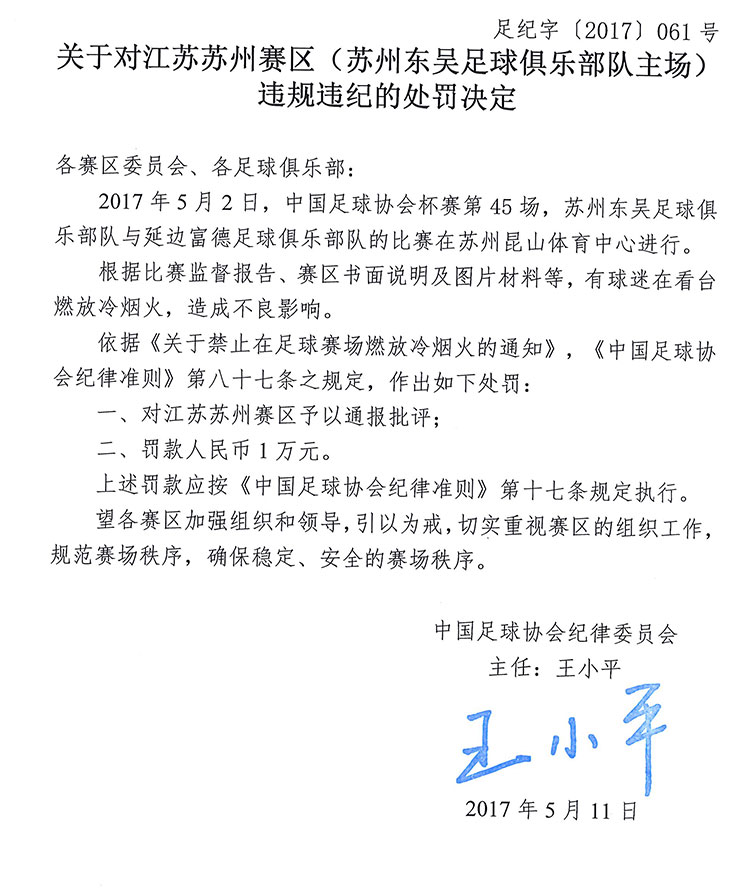 足纪字〔2017〕061号
关于对江苏苏州赛区（苏州东吴足球俱乐部队主场）
违规违纪的处罚决定
各赛区委员会、各足球俱乐部：
2017年5月2日，中国足球协会杯赛第45场，苏州东吴足球俱
乐部队与延边富德足球俱乐部队的比赛在苏州昆山体育中心进行。
根据比赛监督报告、赛区书面说明及图片材料等，有球迷在看台
燃放冷烟火，造成不良影响。
依据《关于禁止在足球赛场燃放冷烟火的通知》，《中国足球协
会纪律准则》第八十七条之规定，作出如下处罚：
一、对江苏苏州赛区予以通报批评；
二、罚款人民币1万元。
上述罚款应按《中国足球协会纪律准则》第十七条规定执行。
望各赛区加强组织和领导，引以为戒，切实重视赛区的组织工作，
规范赛场秩序，确保稳定、安全的赛场秩序。
中国足球协会纪律委员会
主任：王小平
王小平
2017年5月11日